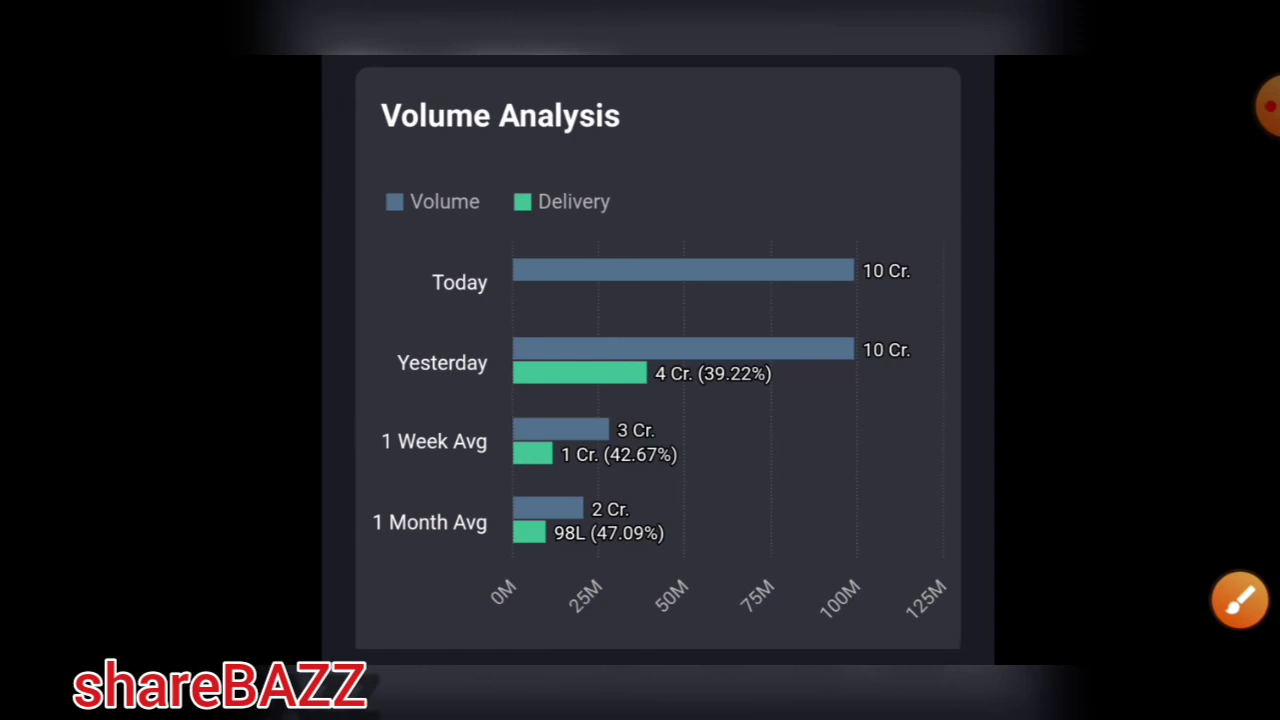 Volume Analysis
Volume Delivery
Today 10 Cr.
Yesterday 10 Cr.
4 Cr. (39.22%)
1 Week Avg 3 Cr.
1 Cr. (42.67%)
1 Month Avg 2 Cr.
98L (47.09%)
0M 25M 50M 75M 100M 125M
shareBAZZ